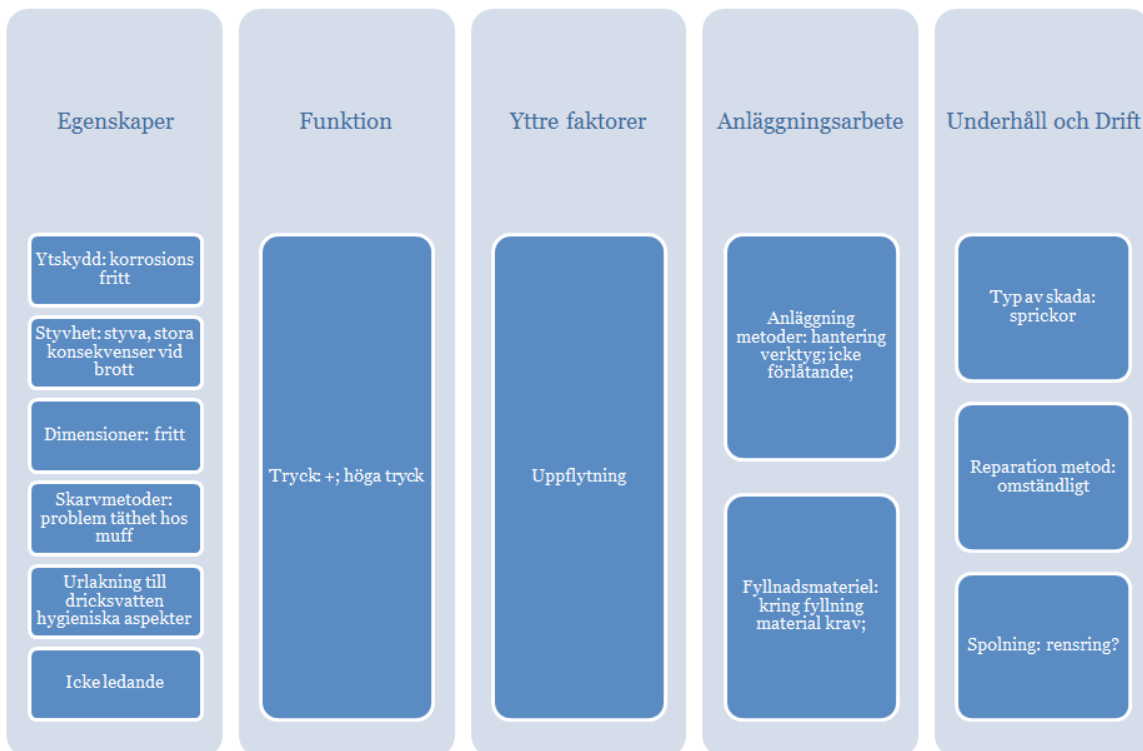 Egenskaper
Ytskydd: korrosions
fritt
Styvhet: styva, stora
konsekvenser vid
brott
Dimensioner: fritt
Skarvmetoder:
problem täthet hos
muff
Urlakning till
dricksvatten
hygieniska aspekter
Icke ledande
Funktion
Tryck: +; höga tryck
Yttre faktorer
Uppflytning
Anläggningsarbete
Anläggning
metoder: hantering
verktyg; icke
förlåtande;
Fyllnadsmateriel:
kring fyllning
material krav;
Underhåll och Drift
Typ av skada:
sprickor
Reparation metod:
omständligt
Spolning: rensring?